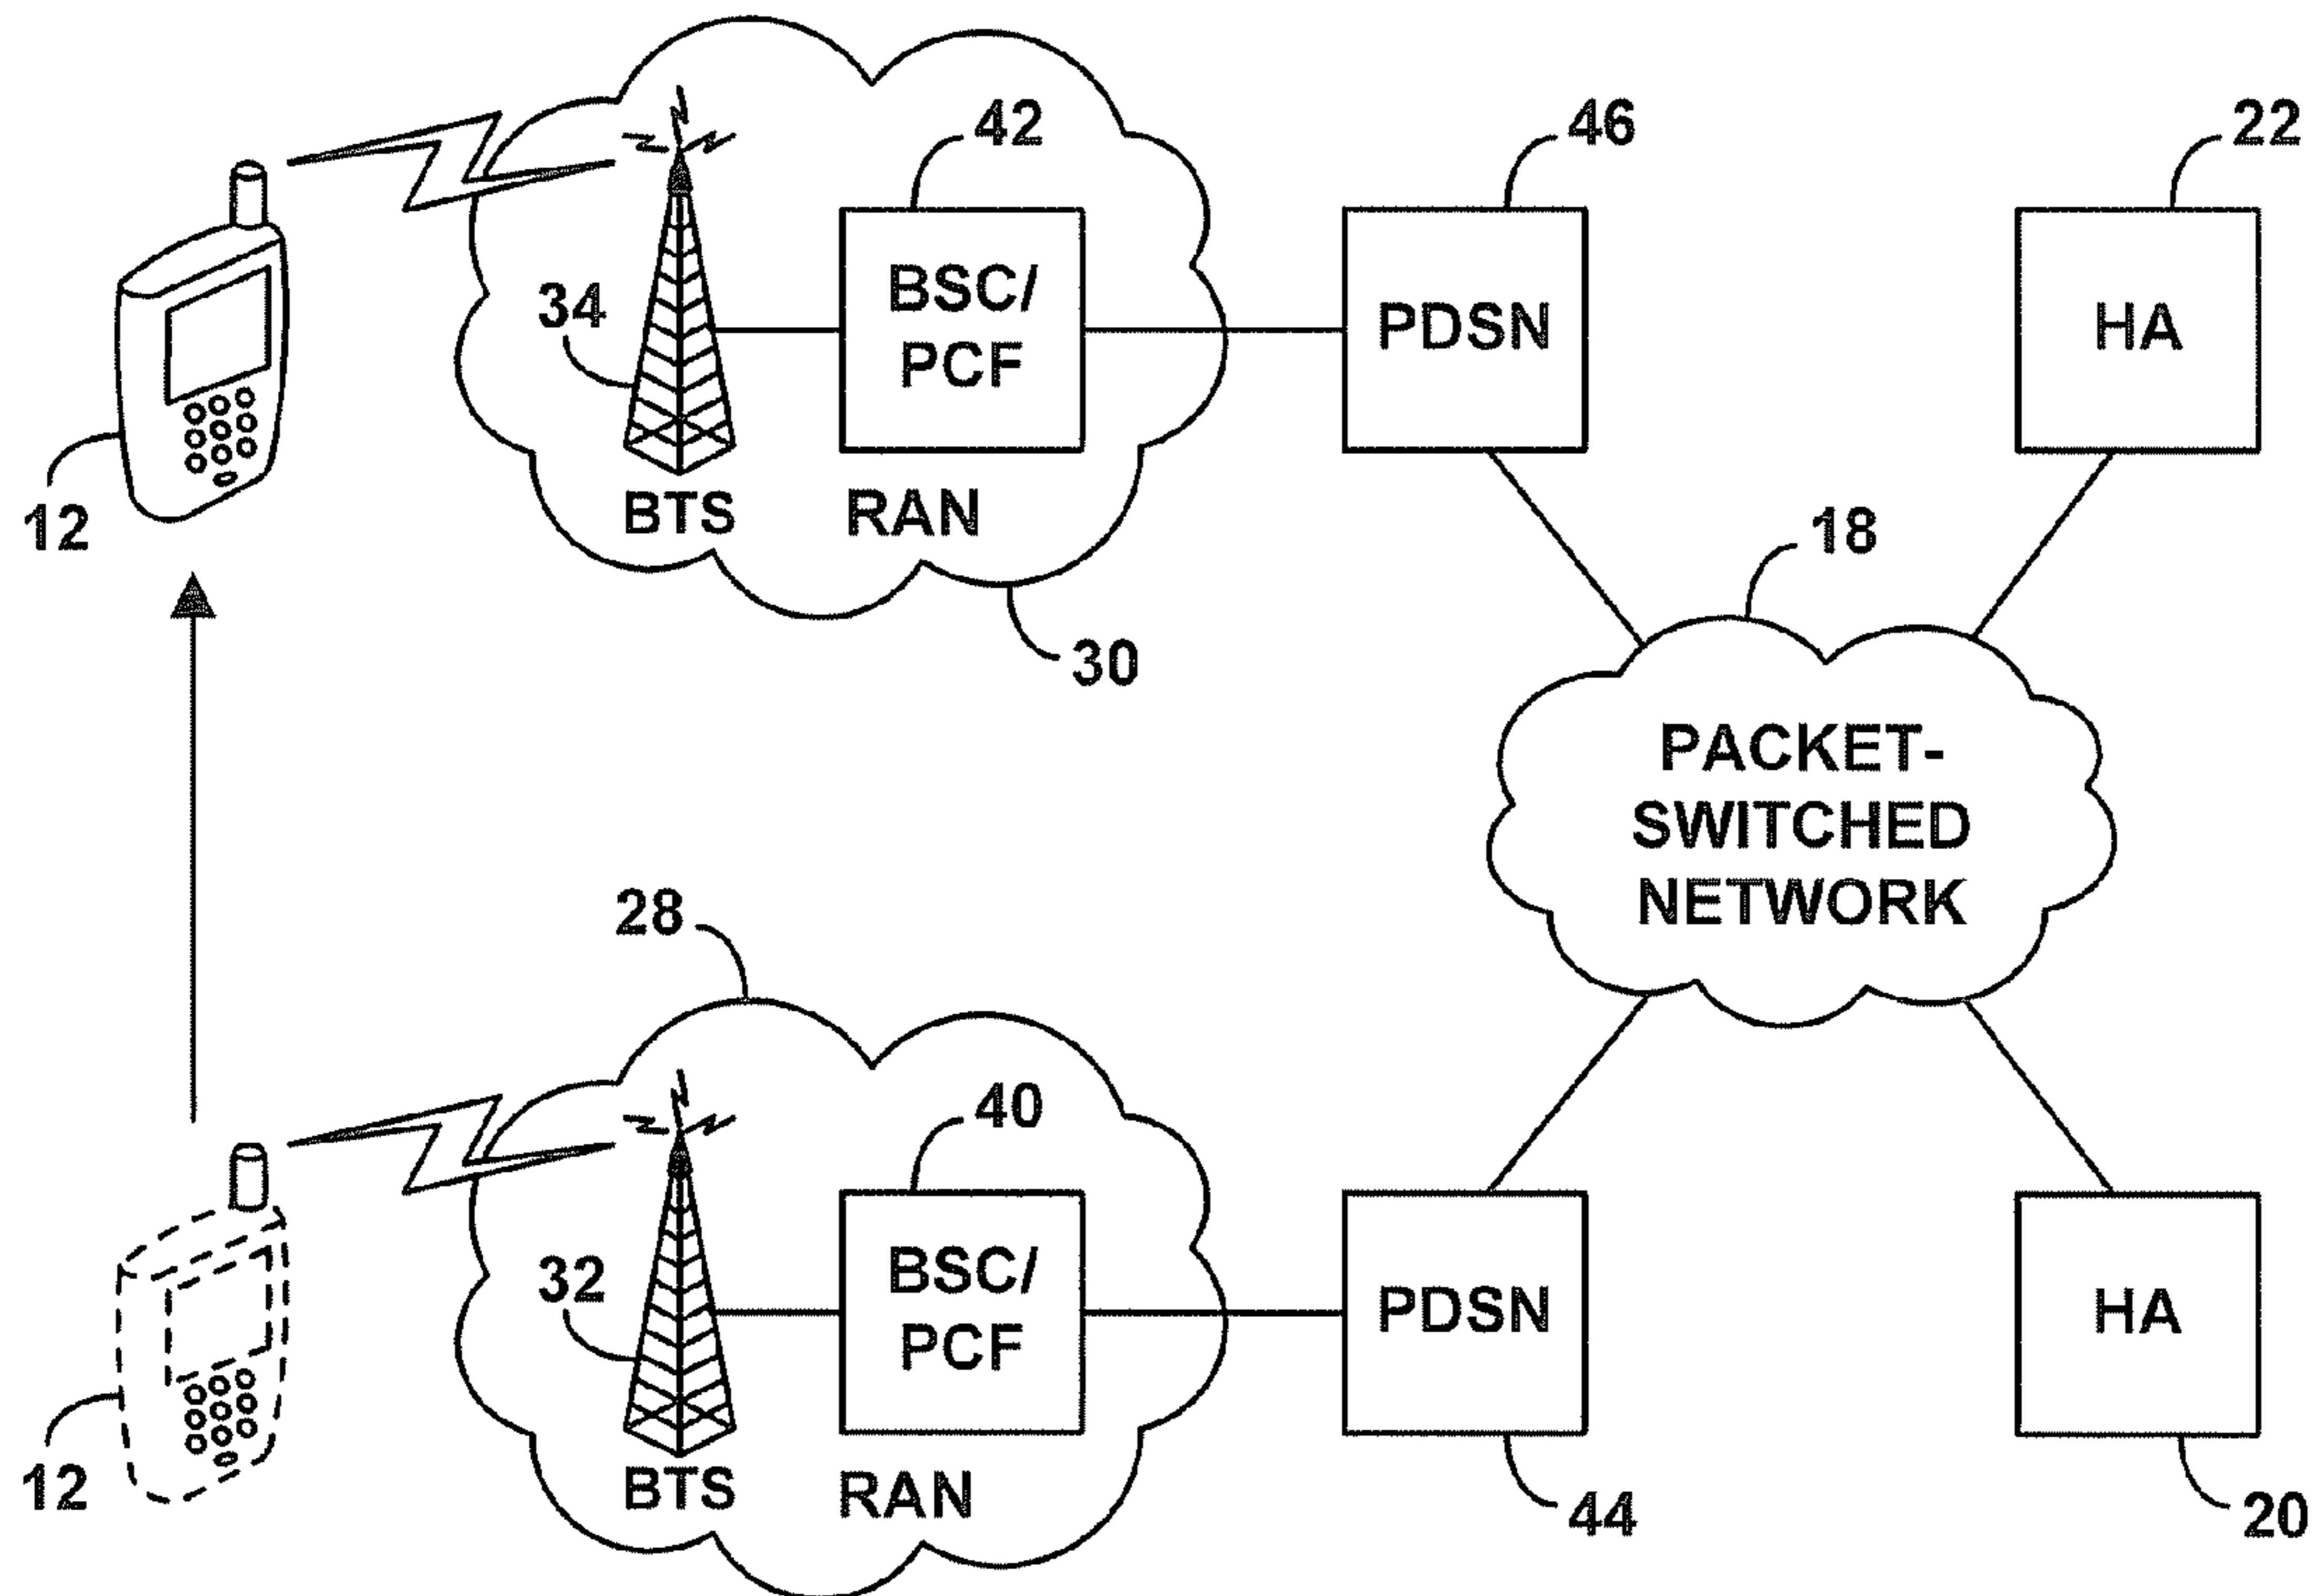 42
46
22
BSC/
PCF
PDSN
HA
34
12
BTS
RAN
18
30
PACKET-
SWITCHED
NETWORK
28
40
BSC/
PCF
PDSN
HA
32
12
BTS
RAN
44
20